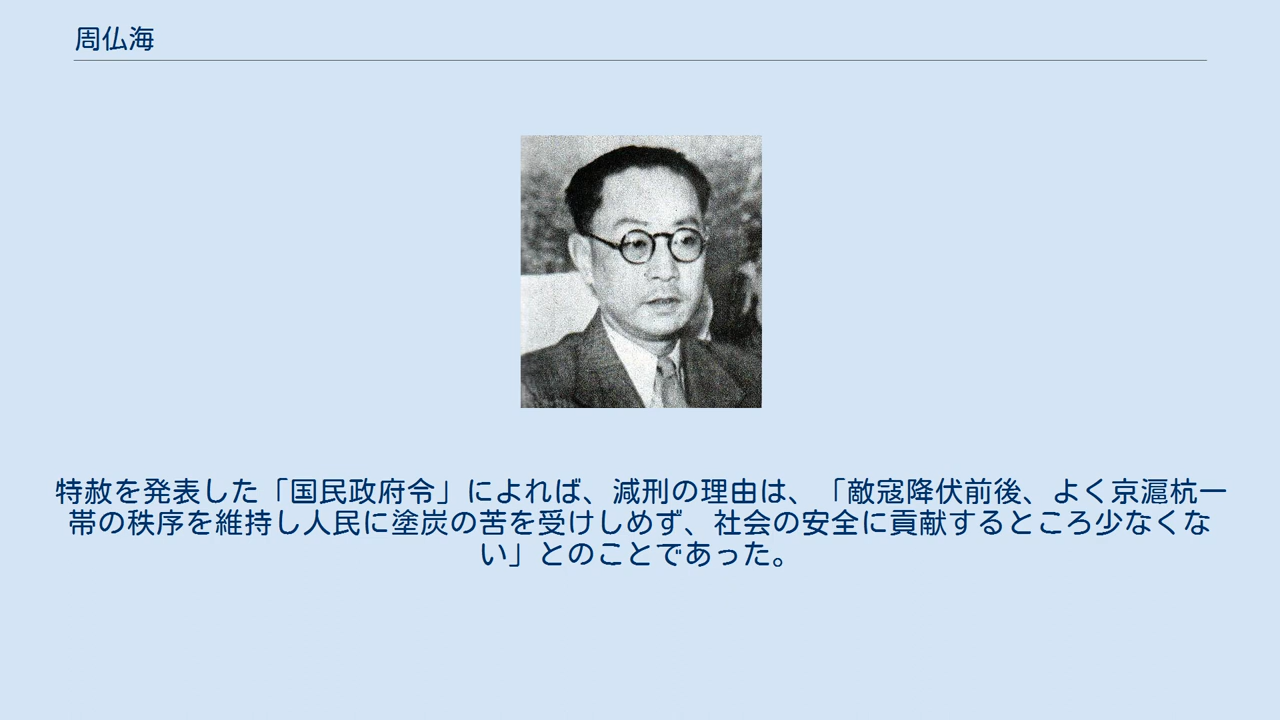 周仏海
特赦を発表した「国民政府令」によれば、減刑の理由は、「敵寇降伏前後、よく京滬杭一
帯の秩序を維持し人民に塗炭の苦を受けしめず、社会の安全に貢献するところ少なくな
い」とのことであった。